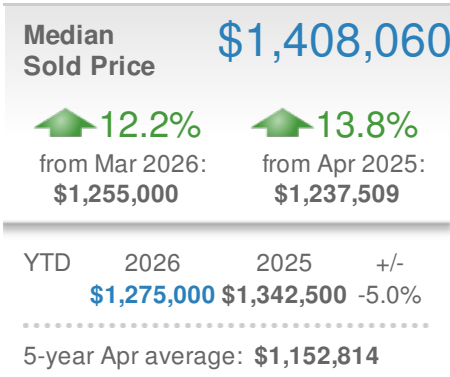 Median
Sold Price
$1,408,060
12.2% 13.8%
from Mar 2026: from Apr 2025:
$1,255,000 $1,237,509
YTD 2026 2025 +/-
$1,275,000 $1,342,500 -5.0%
5-year Apr average: $1,152,814